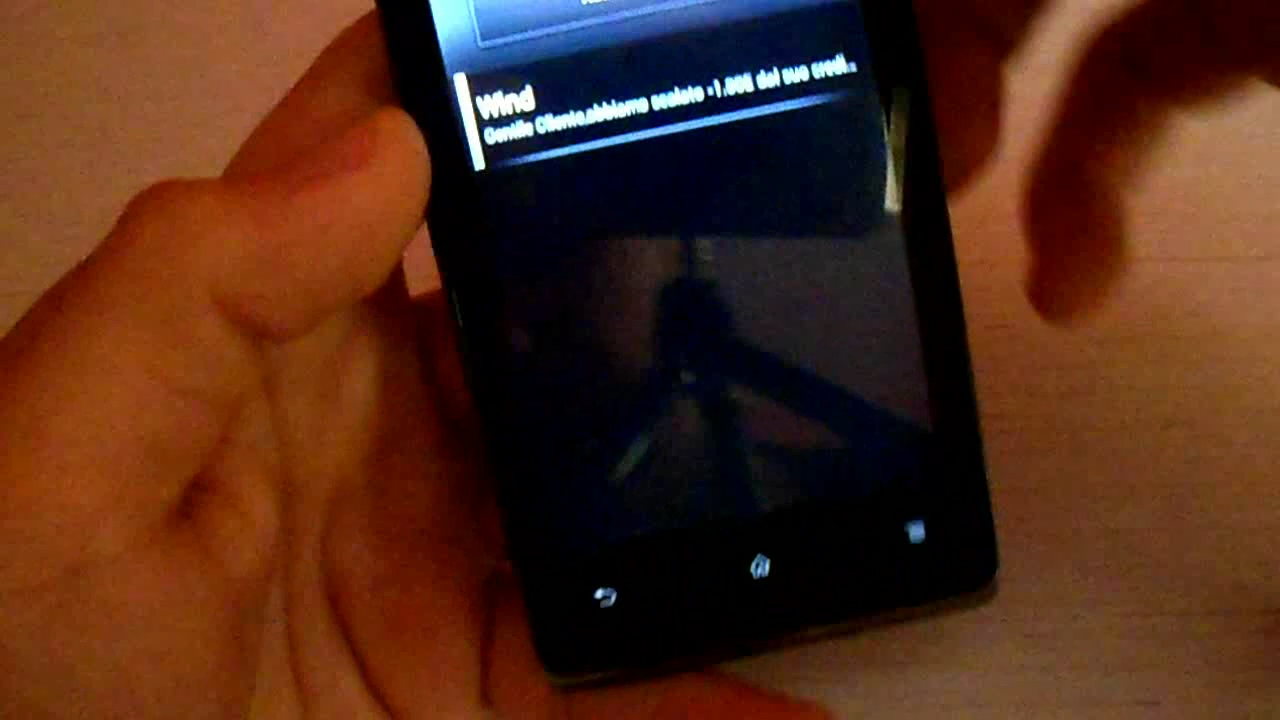 Wind
Gentile Cliente,abbiamo scalato -1.00€ dal suo credi..